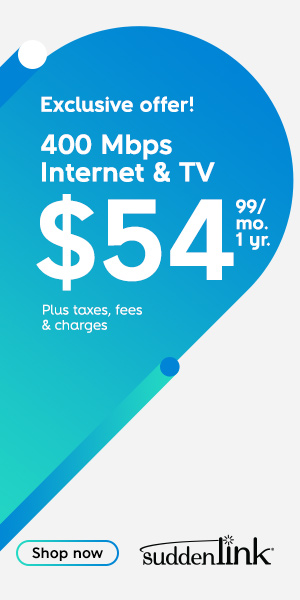 Exclusive offer!
400 Mbps
Internet & TV
$54
99/
mo.
1 yr.
Plus taxes, fees
& charges
Shop now
suddenlink®